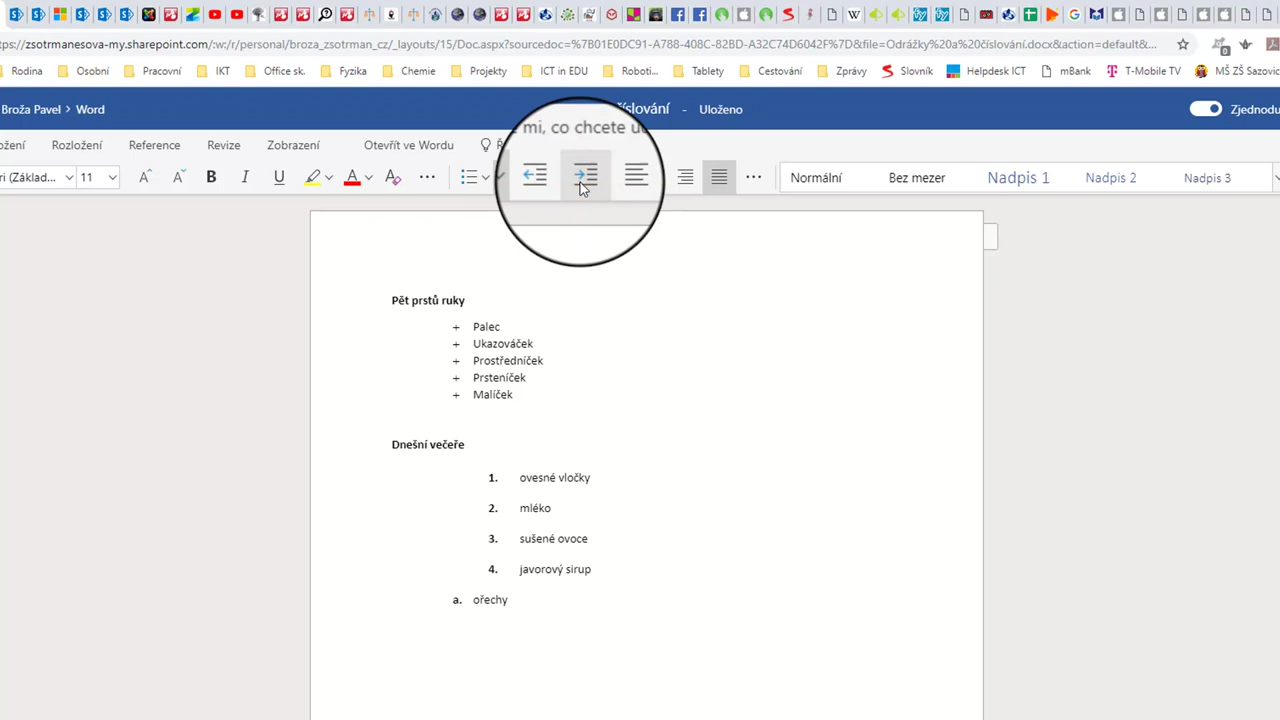 ttps://zsotrmanesova-my.sharepoint.com/:w:/r/personal/broza_zsotrman_cz/_layouts/15/Doc.aspx?sourcedoc=%7B01E0DC91-A788-408C-82BD-A32C74D6042F%7D&file=Odrážky%20a%20číslování.docx&action=default&...
Rodina Osobní Pracovní IKT Office sk. Fyzika Chemie Projekty ICT in EDU Roboti... Tablety Cestování Zprávy Slovník Helpdesk ICT mBank T-Mobile TV MŠ ZŠ Sazovic
Broža Pavel > Word číslování - Uloženo Zjednodu
mi, co chcete u
ožení Rozložení Reference Revize Zobrazení Otevřít ve Wordu
ri (Základ... 11 B I U A ... Normální Bez mezer Nadpis 1 Nadpis 2 Nadpis 3
Pět prstů ruky
+ Palec
+ Ukazováček
+ Prostředníček
+ Prsteníček
+ Malíček
Dnešní večeře
1. ovesné vločky
2. mléko
3. sušené ovoce
4. javorový sirup
a. ořechy